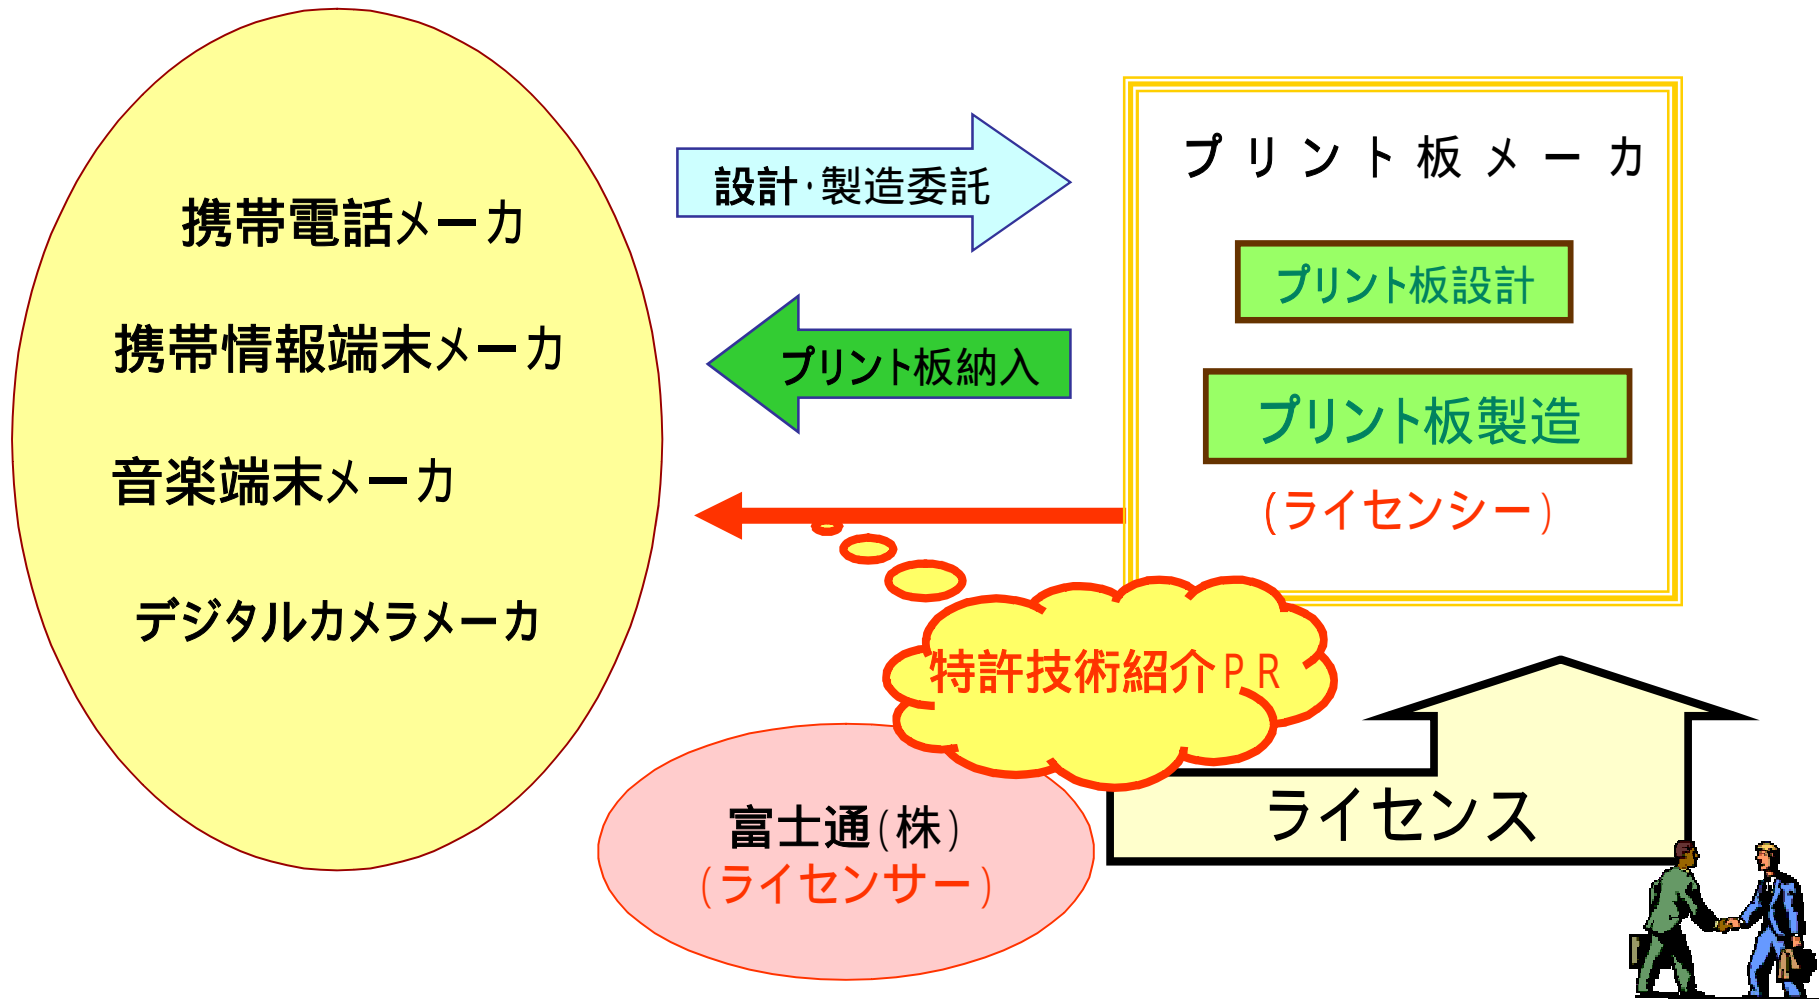 携帯電話メーカ
携帯情報端末メーカ
音楽端末メーカ
デジタルカメラメーカ
設計・製造委託
プリント板納入
プリント板メーカ
プリント板設計
プリント板製造
(ライセンシー)
特許技術紹介PR
富士通(株)
(ライセンサー)
ライセンス